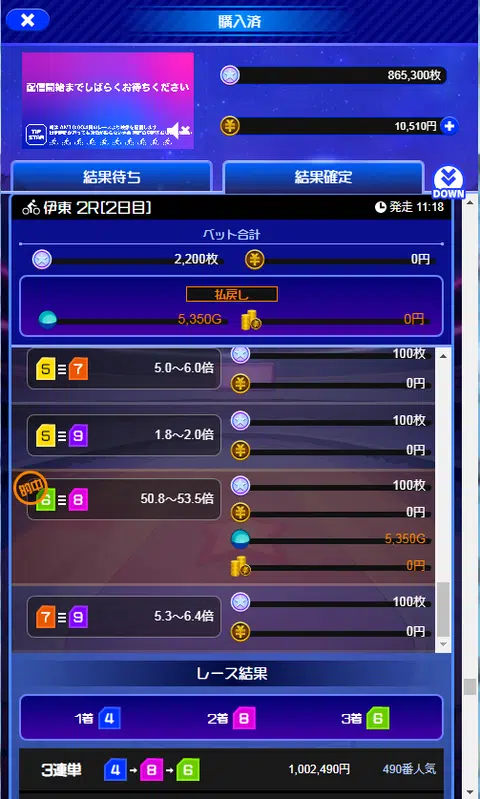 購入済
配信開始までしばらくお待ちください
TIP STAR
865,300枚
10,510円
結果待ち
結果確定
DOWN
伊東 2R[2日目]
発走 11:18
ベット合計
2,200枚
0円
払戻し
5,350G
0円
5 7
5.0〜6.0倍
100枚
0円
5 9
1.8〜2.0倍
100枚
0円
的中
6 8
50.8〜53.5倍
100枚
0円
5,350G
0円
7 9
5.3〜6.4倍
100枚
0円
レース結果
1着 4 2着 8 3着 6
3連単 4→8→6 1,002,490円 490番人気